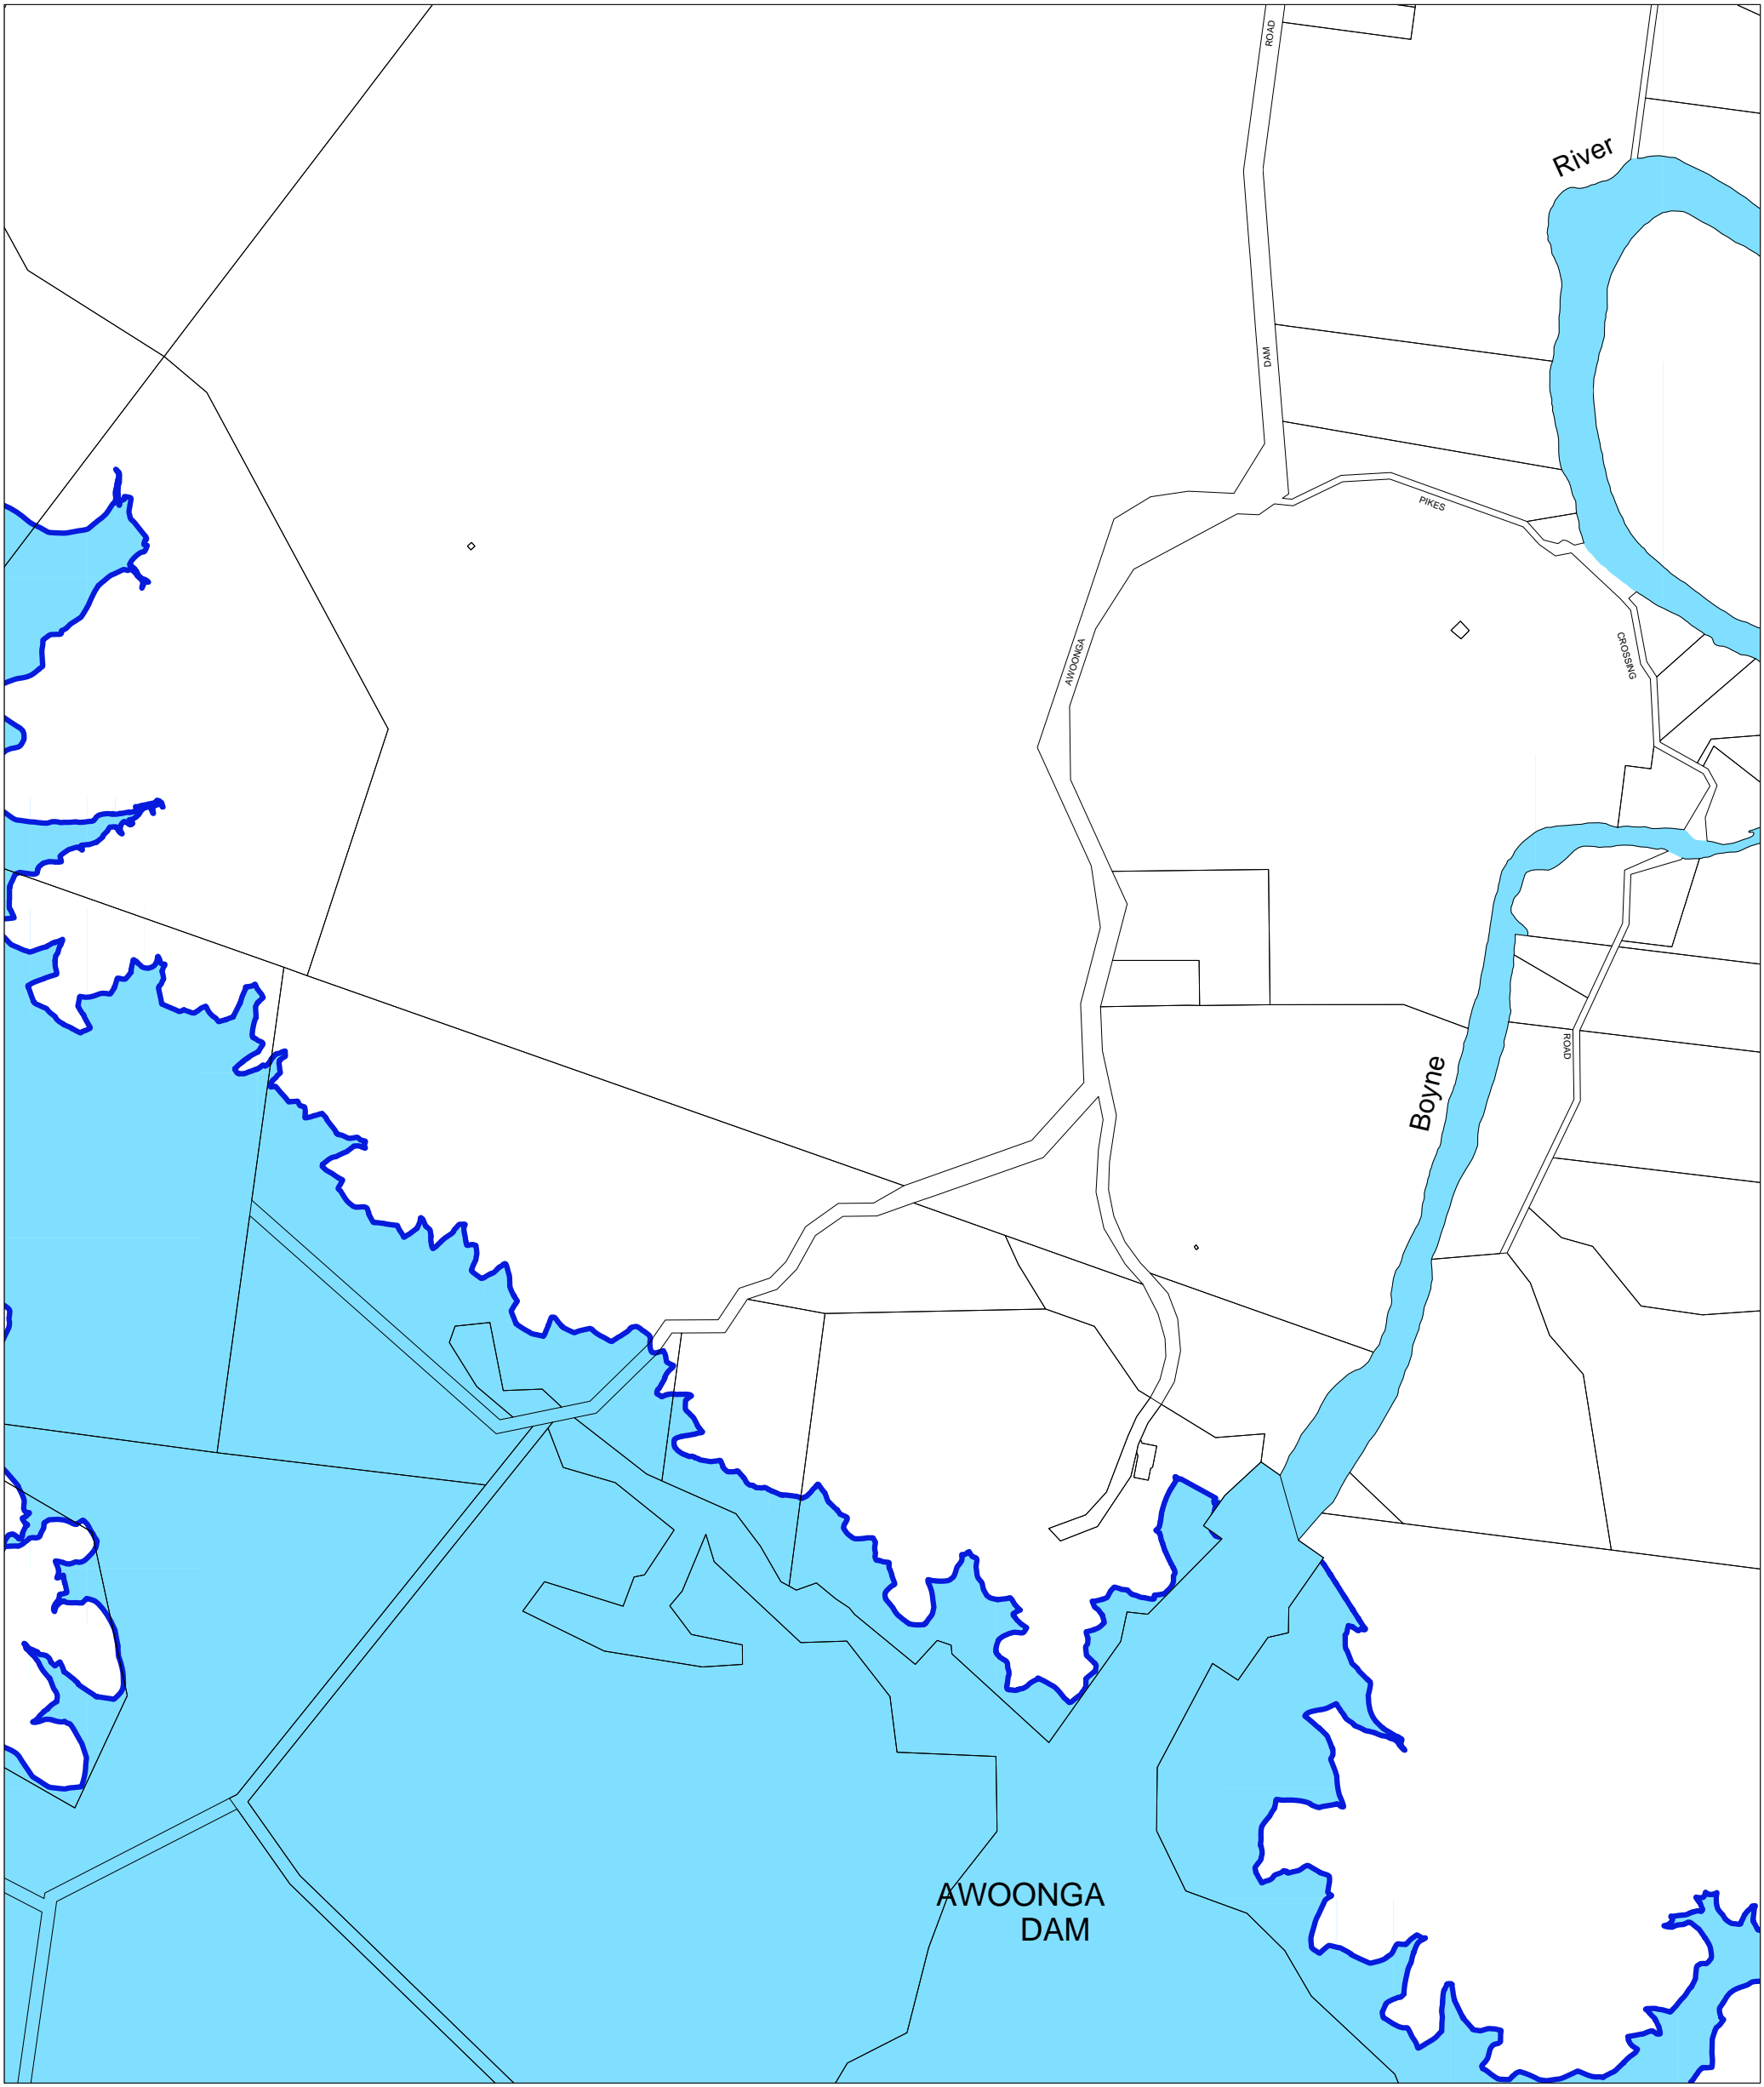 ROAD
River
DAM
PIKES
AWOONGA
CROSSING
ROAD
Boyne
AWOONGA
DAM